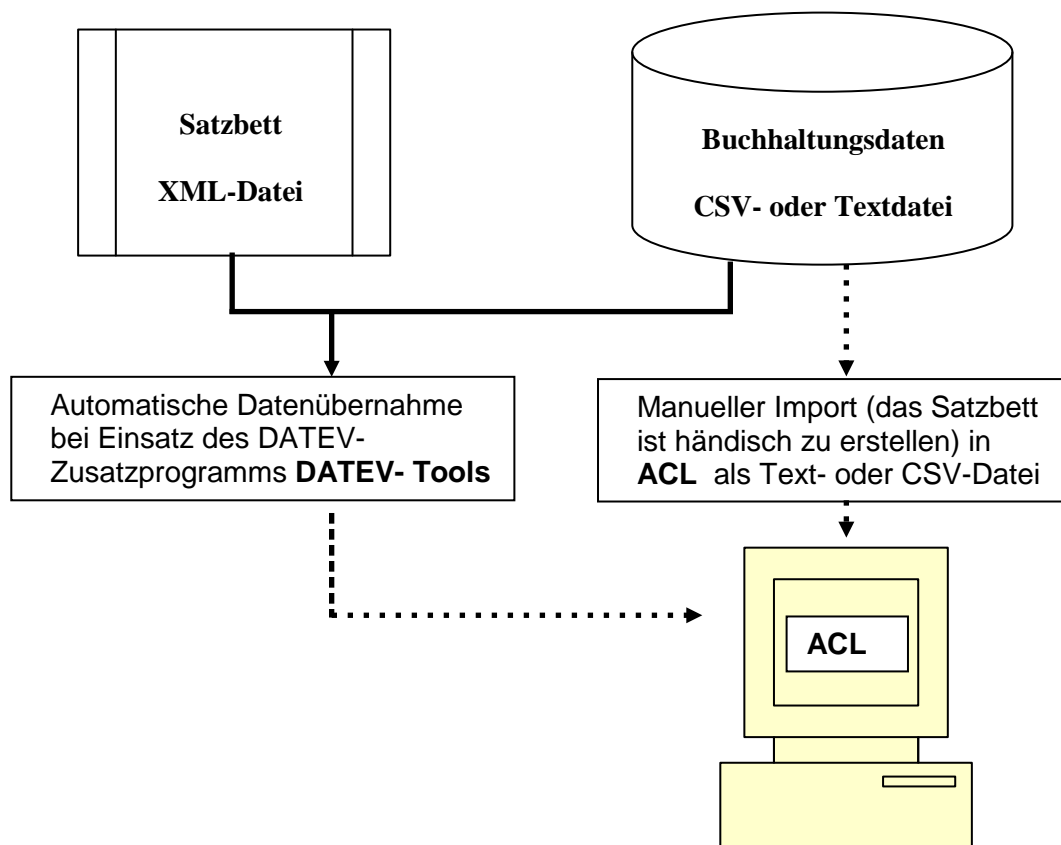 Satzbett
XML-Datei
Buchhaltungsdaten
CSV- oder Textdatei
Automatische Datenübernahme
bei Einsatz des DATEV-
Zusatzprogramms DATEV- Tools
Manueller Import (das Satzbett
ist händisch zu erstellen) in
ACL als Text- oder CSV-Datei
ACL